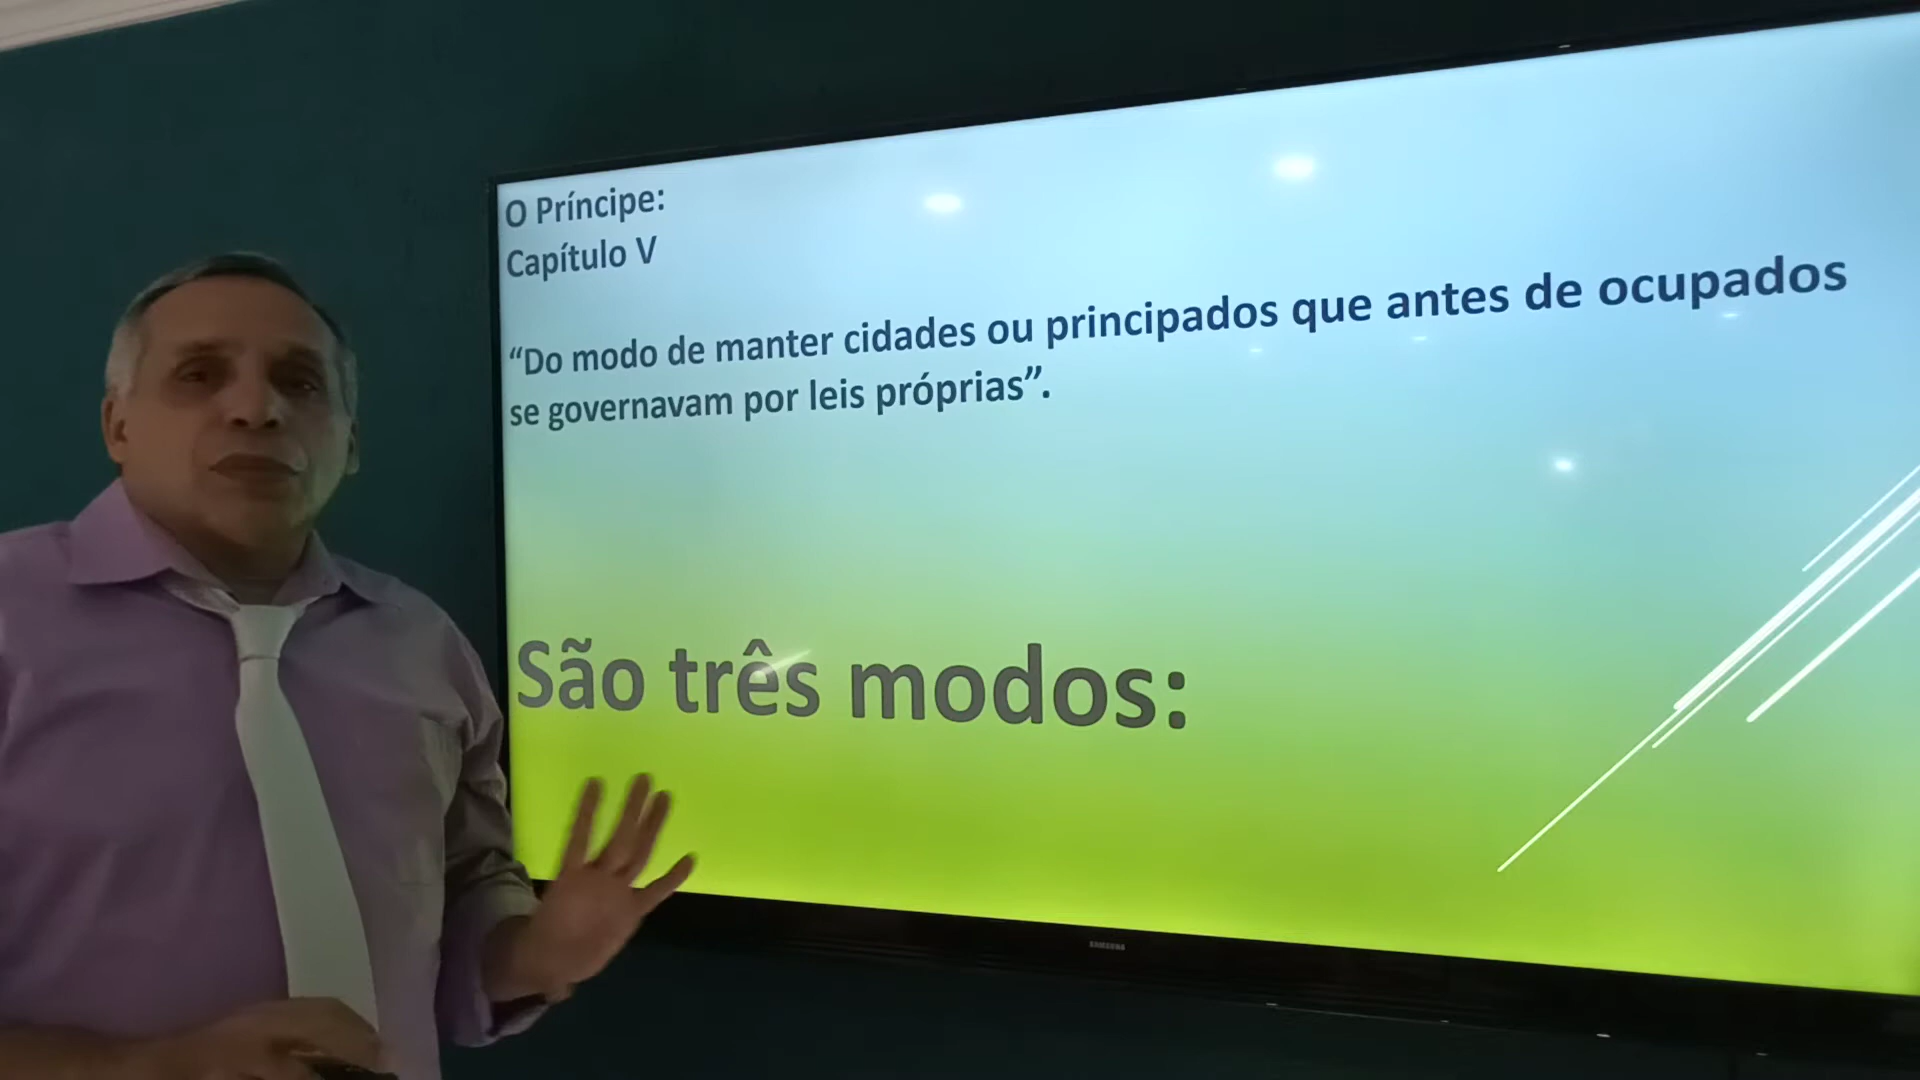 O Príncipe:
Capítulo V
“Do modo de manter cidades ou principados que antes de ocupados
se governavam por leis próprias”.
São três modos:
SAMSUNG